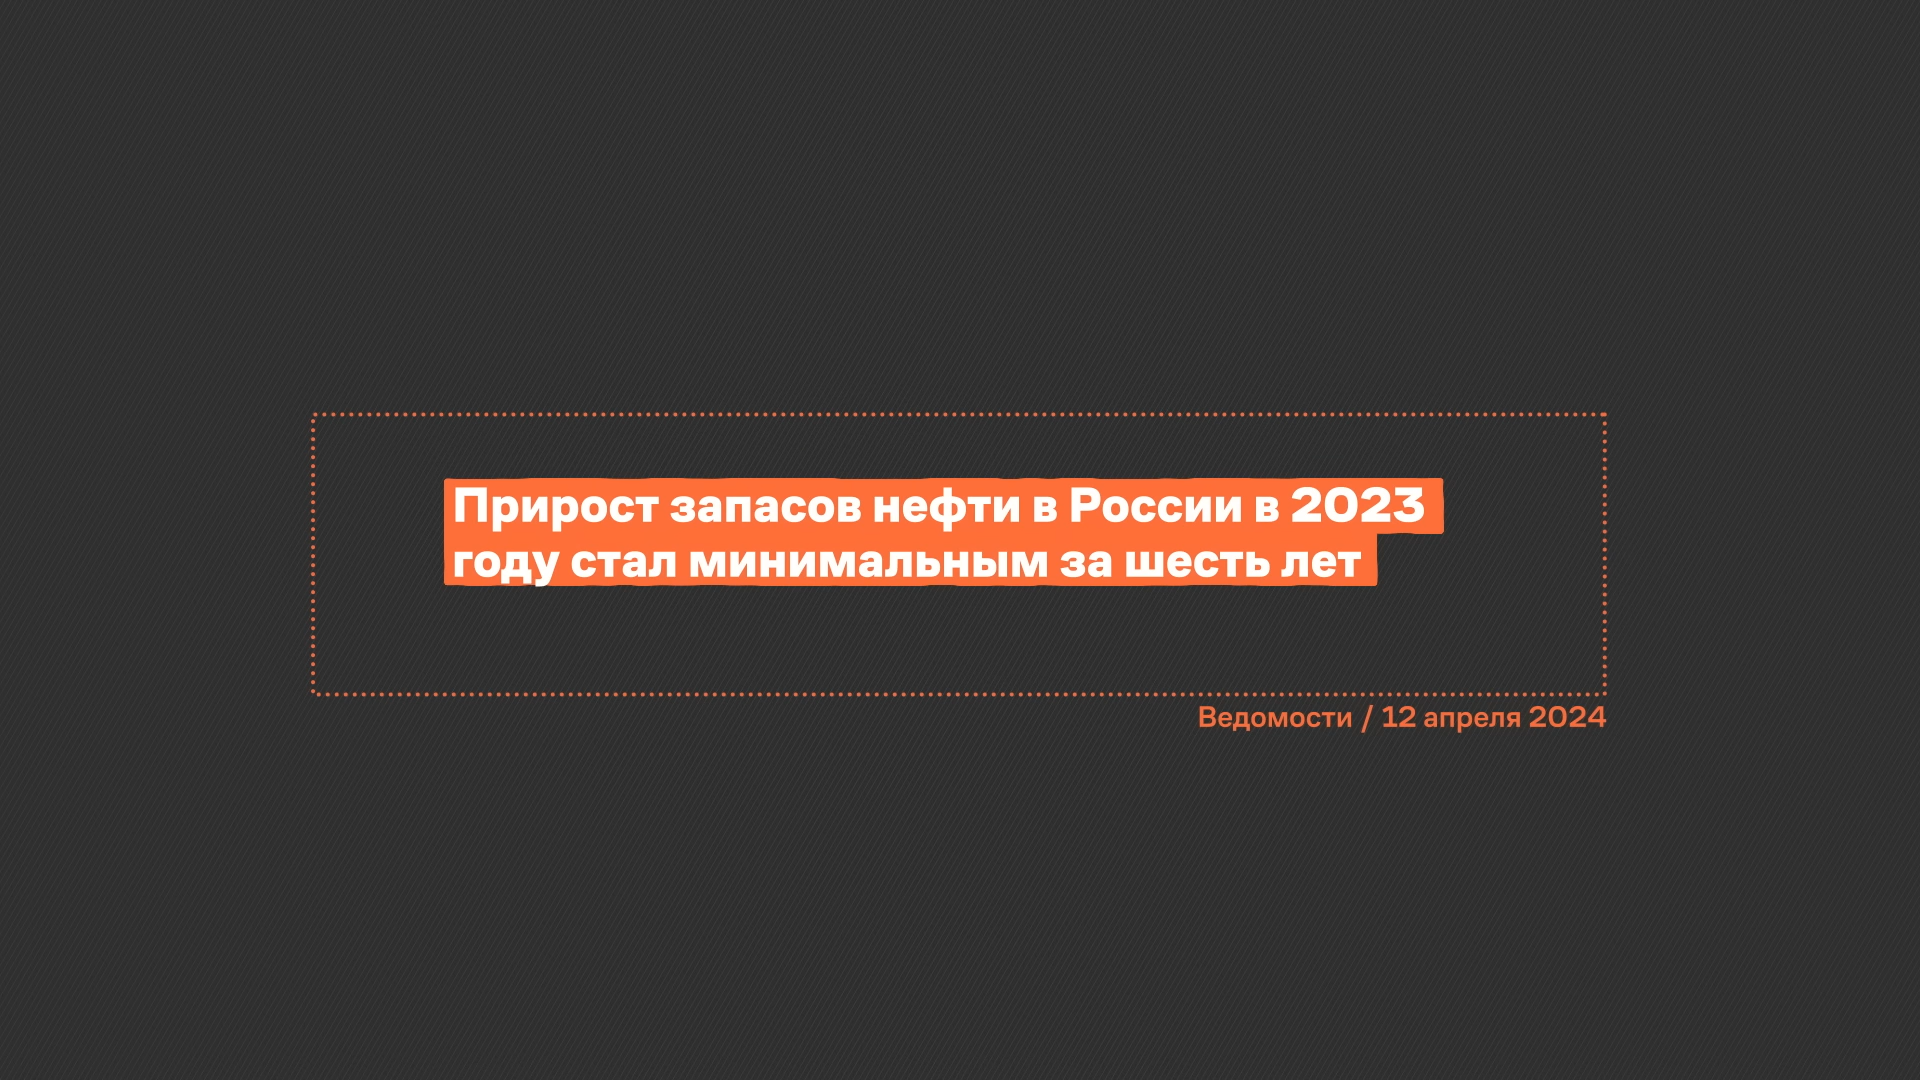 Прирост запасов нефти в России в 2023
году стал минимальным за шесть лет
Ведомости / 12 апреля 2024